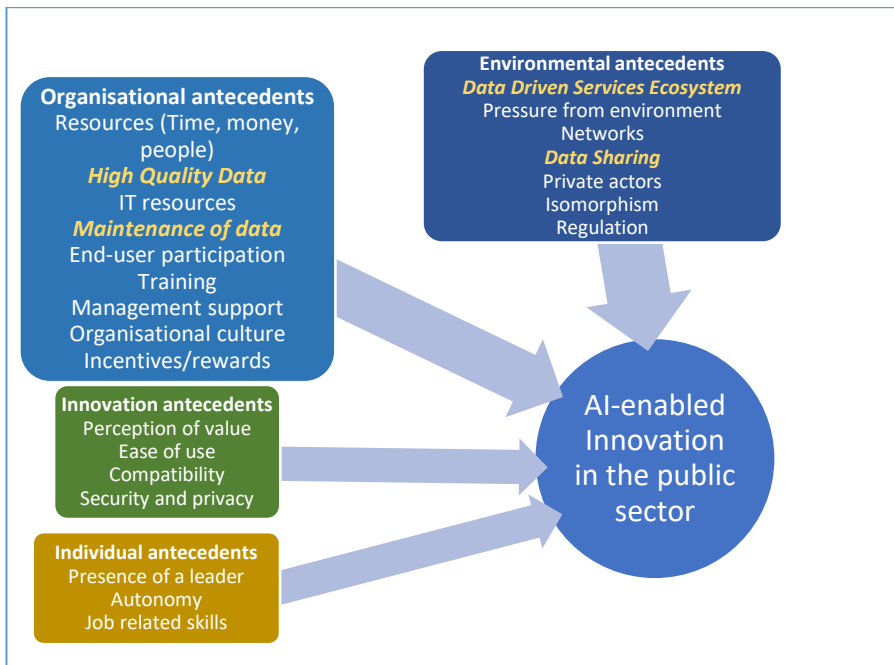 Organisational antecedents
Resources (Time, money,
people)
High Quality Data
IT resources
Maintenance of data
End-user participation
Training
Management support
Organisational culture
Incentives/rewards
Environmental antecedents
Data Driven Services Ecosystem
Pressure from environment
Networks
Data Sharing
Private actors
Isomorphism
Regulation
Innovation antecedents
Perception of value
Ease of use
Compatibility
Security and privacy
Individual antecedents
Presence of a leader
Autonomy
Job related skills
AI-enabled
Innovation
in the public
sector